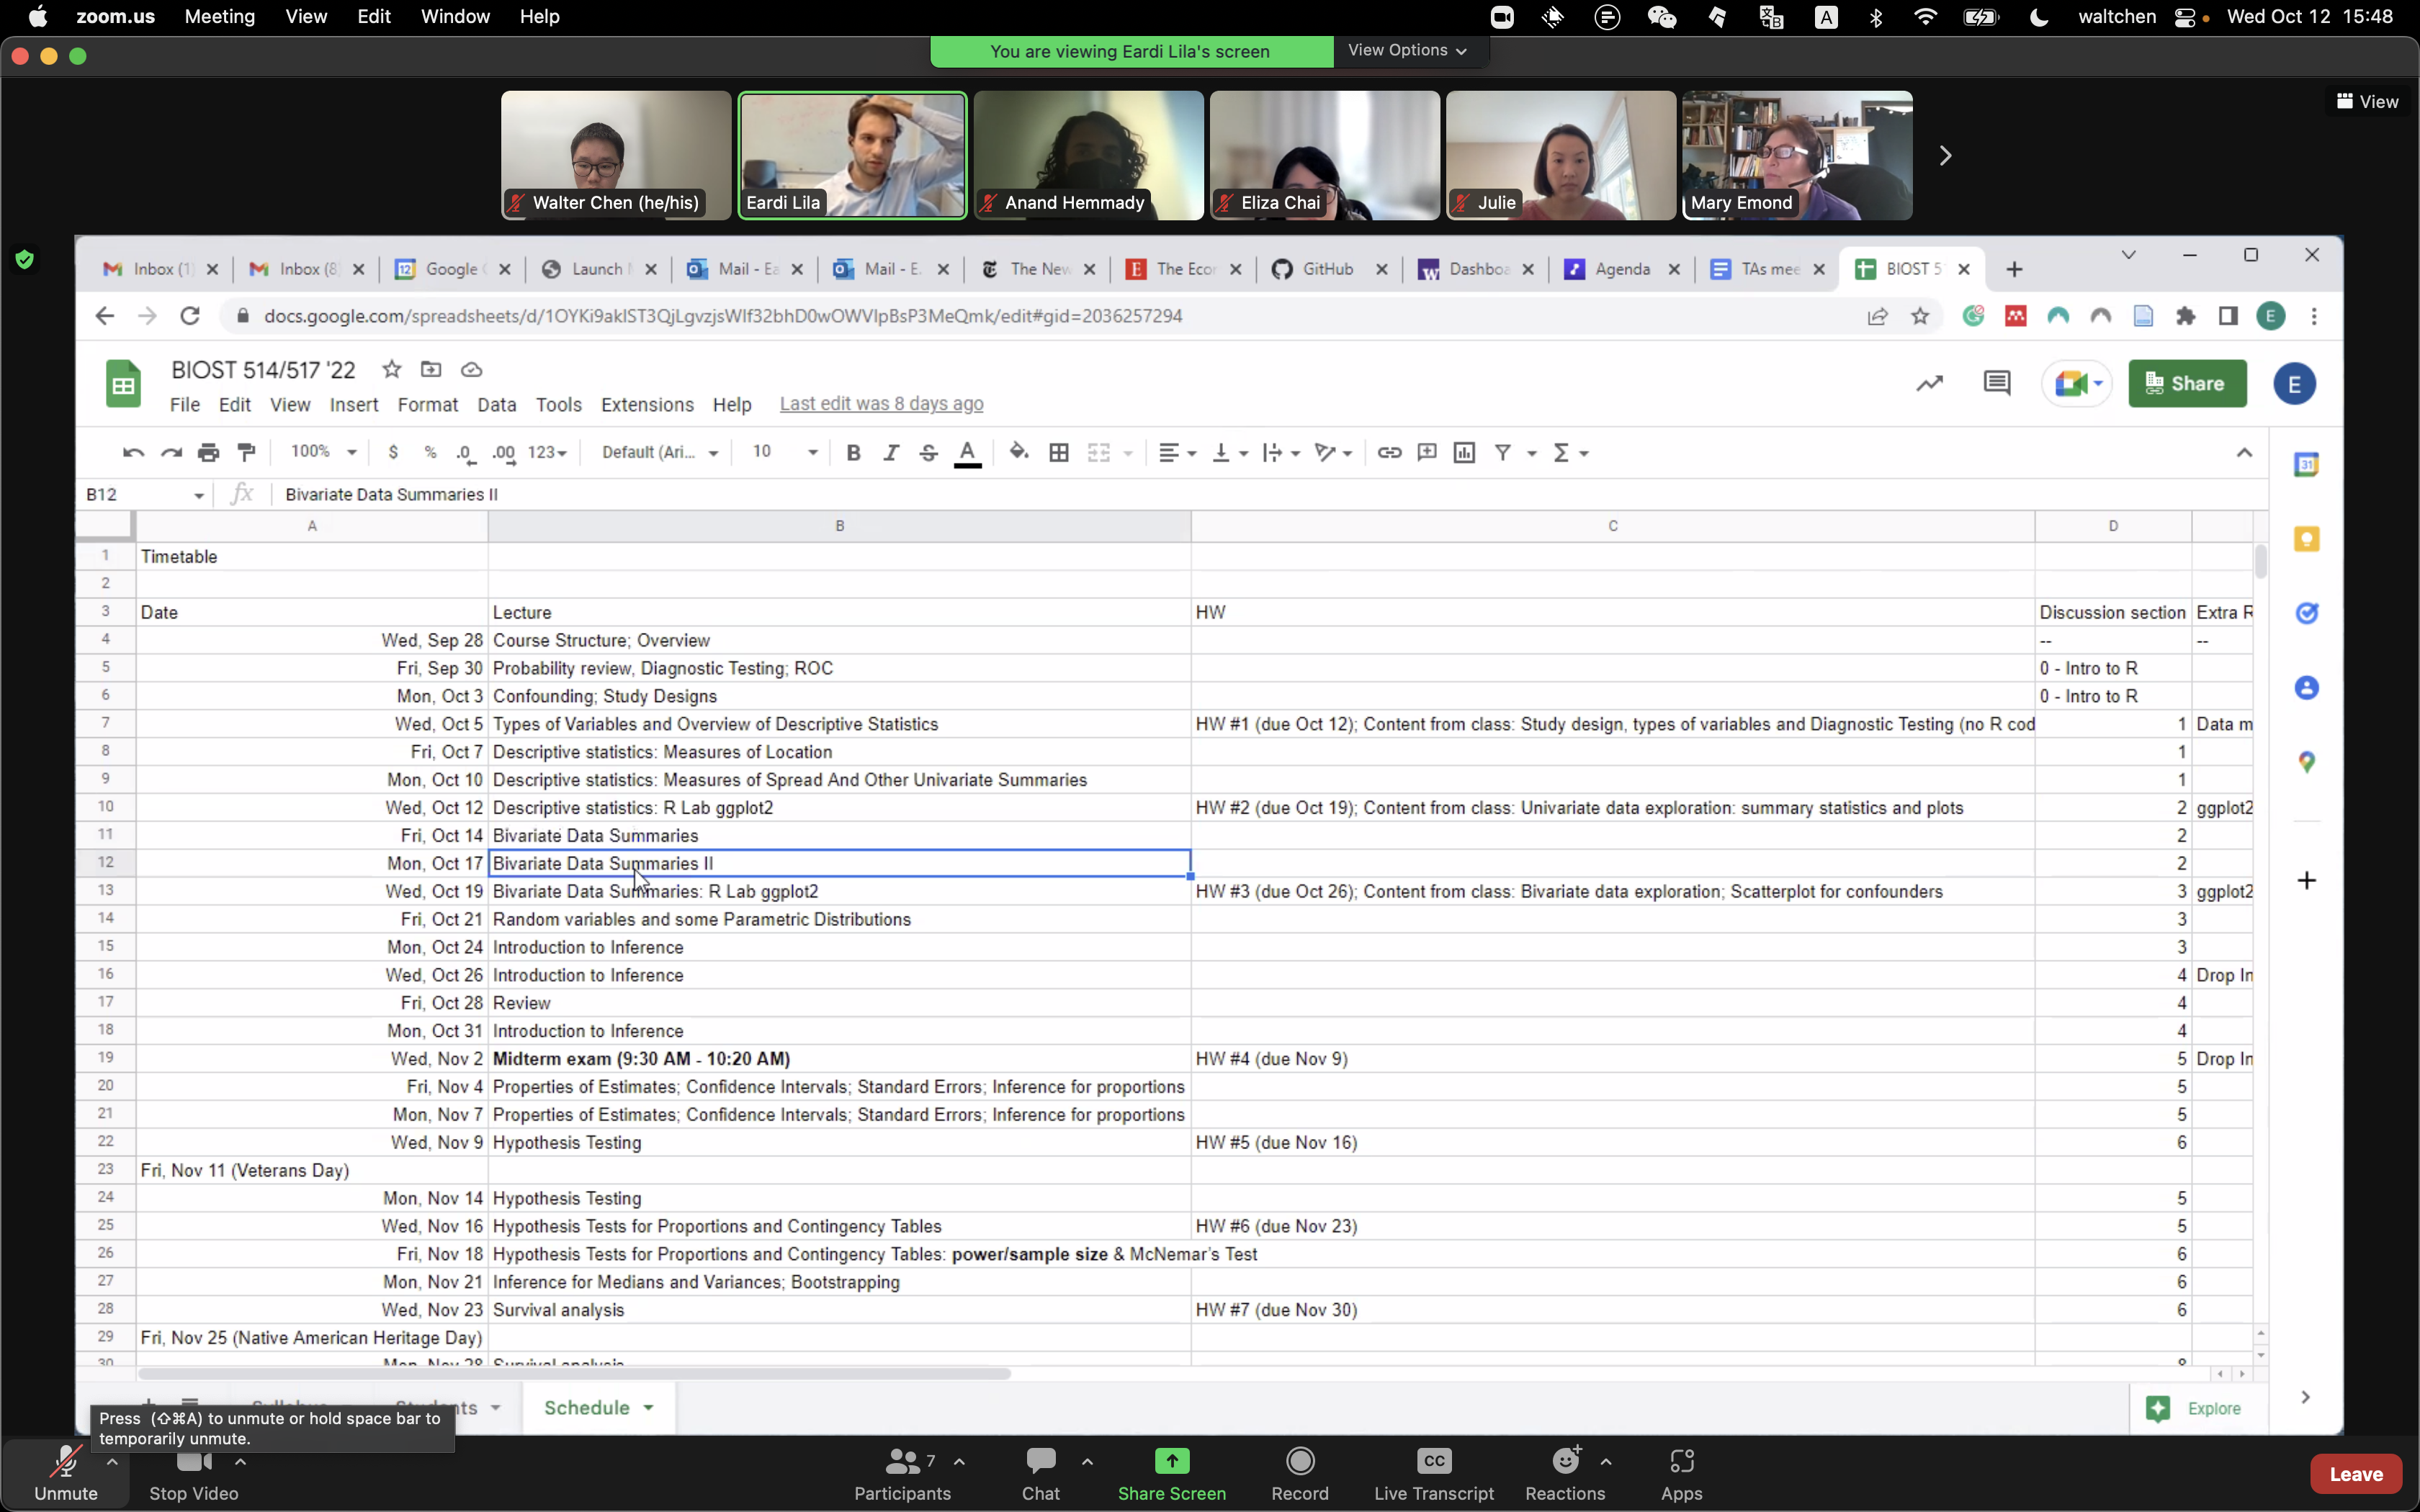 zoom.us Meeting View Edit Window Help
A waltchen Wed Oct 12 15:48
You are viewing Eardi Lila's screen View Options
View
Walter Chen (he/his) Eardi Lila Anand Hemmady Eliza Chai Julie Mary Emond
Inbox (1) Inbox (8) 12 Google Launch Mail - Ea Mail - E. The New The Econ GitHub Dashboa Agenda TAs mee BIOST 5
docs.google.com/spreadsheets/d/1OYKi9aklST3QjLgvzjsWIf32bhD0wOWVIpBsP3MeQmk/edit#gid=2036257294 E
BIOST 514/517 '22
Share E
File Edit View Insert Format Data Tools Extensions Help Last edit was 8 days ago
100% $ % .0 .00 123 Default (Ari... 10 B I S A
31
B12 fx Bivariate Data Summaries II
A B C D
1 Timetable
2
3 Date Lecture HW Discussion section Extra R
4 Wed, Sep 28 Course Structure; Overview -- --
5 Fri, Sep 30 Probability review, Diagnostic Testing; ROC 0 - Intro to R
6 Mon, Oct 3 Confounding; Study Designs 0 - Intro to R
7 Wed, Oct 5 Types of Variables and Overview of Descriptive Statistics HW #1 (due Oct 12); Content from class: Study design, types of variables and Diagnostic Testing (no R cod 1 Data m
8 Fri, Oct 7 Descriptive statistics: Measures of Location 1
9 Mon, Oct 10 Descriptive statistics: Measures of Spread And Other Univariate Summaries 1
10 Wed, Oct 12 Descriptive statistics: R Lab ggplot2 HW #2 (due Oct 19); Content from class: Univariate data exploration: summary statistics and plots 2 ggplot2
11 Fri, Oct 14 Bivariate Data Summaries 2
12 Mon, Oct 17 Bivariate Data Summaries II 2
13 Wed, Oct 19 Bivariate Data Summaries: R Lab ggplot2 HW #3 (due Oct 26); Content from class: Bivariate data exploration; Scatterplot for confounders 3 ggplot2
14 Fri, Oct 21 Random variables and some Parametric Distributions 3
15 Mon, Oct 24 Introduction to Inference 3
16 Wed, Oct 26 Introduction to Inference 4 Drop In
17 Fri, Oct 28 Review 4
18 Mon, Oct 31 Introduction to Inference 4
19 Wed, Nov 2 Midterm exam (9:30 AM - 10:20 AM) HW #4 (due Nov 9) 5 Drop In
20 Fri, Nov 4 Properties of Estimates; Confidence Intervals; Standard Errors; Inference for proportions 5
21 Mon, Nov 7 Properties of Estimates; Confidence Intervals; Standard Errors; Inference for proportions 5
22 Wed, Nov 9 Hypothesis Testing HW #5 (due Nov 16) 6
23 Fri, Nov 11 (Veterans Day)
24 Mon, Nov 14 Hypothesis Testing 5
25 Wed, Nov 16 Hypothesis Tests for Proportions and Contingency Tables HW #6 (due Nov 23) 5
26 Fri, Nov 18 Hypothesis Tests for Proportions and Contingency Tables: power/sample size & McNemar's Test 6
27 Mon, Nov 21 Inference for Medians and Variances; Bootstrapping 6
28 Wed, Nov 23 Survival analysis HW #7 (due Nov 30) 6
29 Fri, Nov 25 (Native American Heritage Day)
30 Mon, Nov 28 Survival analysis 8
Syllabus Students Schedule Explore
Press (⇧⌘A) to unmute or hold space bar to
temporarily unmute.
Unmute Stop Video Participants 7 Chat Share Screen Record CC Live Transcript Reactions Apps Leave